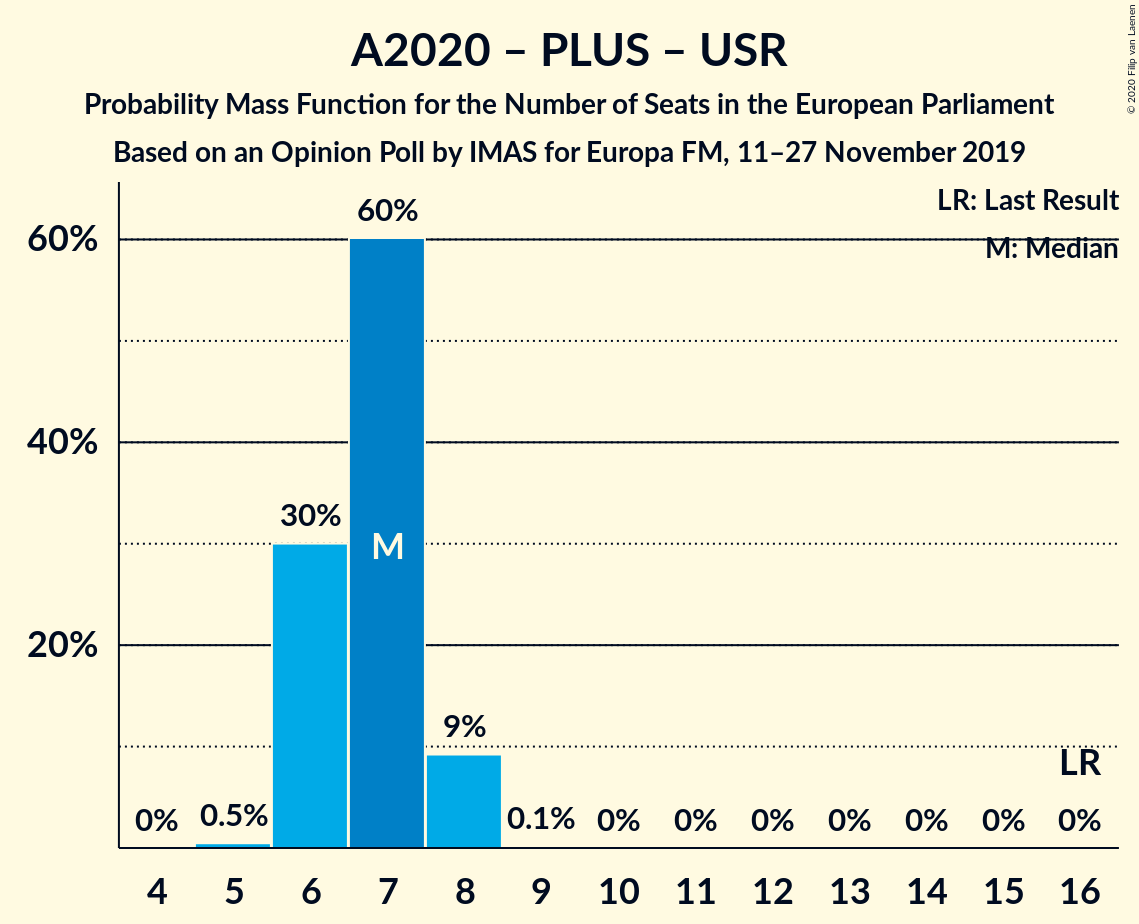 A2020 – PLUS – USR
Probability Mass Function for the Number of Seats in the European Parliament
Based on an Opinion Poll by IMAS for Europa FM, 11–27 November 2019
© 2020 Filip van Laenen
LR: Last Result
M: Median
60%
40%
20%
0%
0.5%
30%
60%
M
9%
0.1%
0%
0%
0%
0%
0%
0%
LR
0%
4 5 6 7 8 9 10 11 12 13 14 15 16